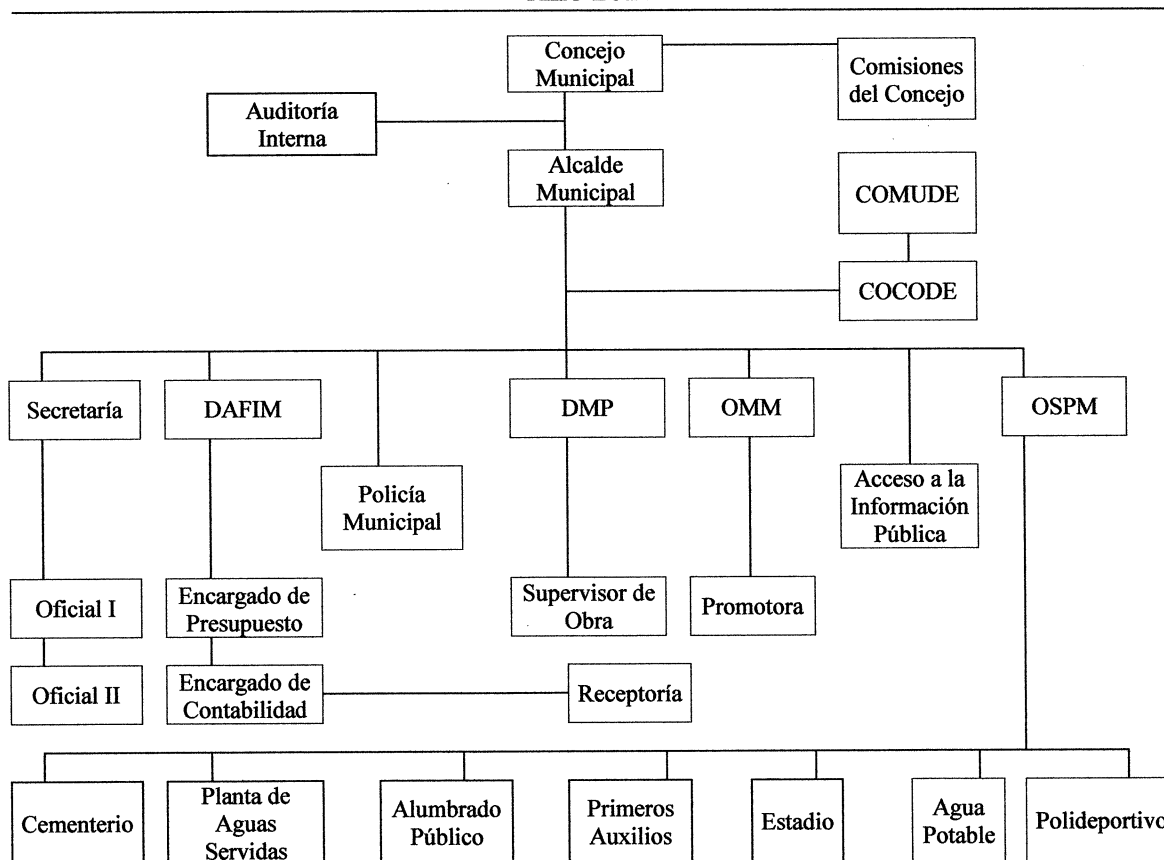 Concejo
Municipal
Comisiones
del Concejo
Auditoría
Interna
Alcalde
Municipal
COMUDE
COCODE
Secretaría
DAFIM
DMP
OMM
OSPM
Policía
Municipal
Acceso a la
Información
Pública
Oficial I
Encargado de
Presupuesto
Supervisor de
Obra
Promotora
Oficial II
Encargado de
Contabilidad
Receptoría
Cementerio
Planta de
Aguas
Servidas
Alumbrado
Público
Primeros
Auxilios
Estadio
Agua
Potable
Polideportivo